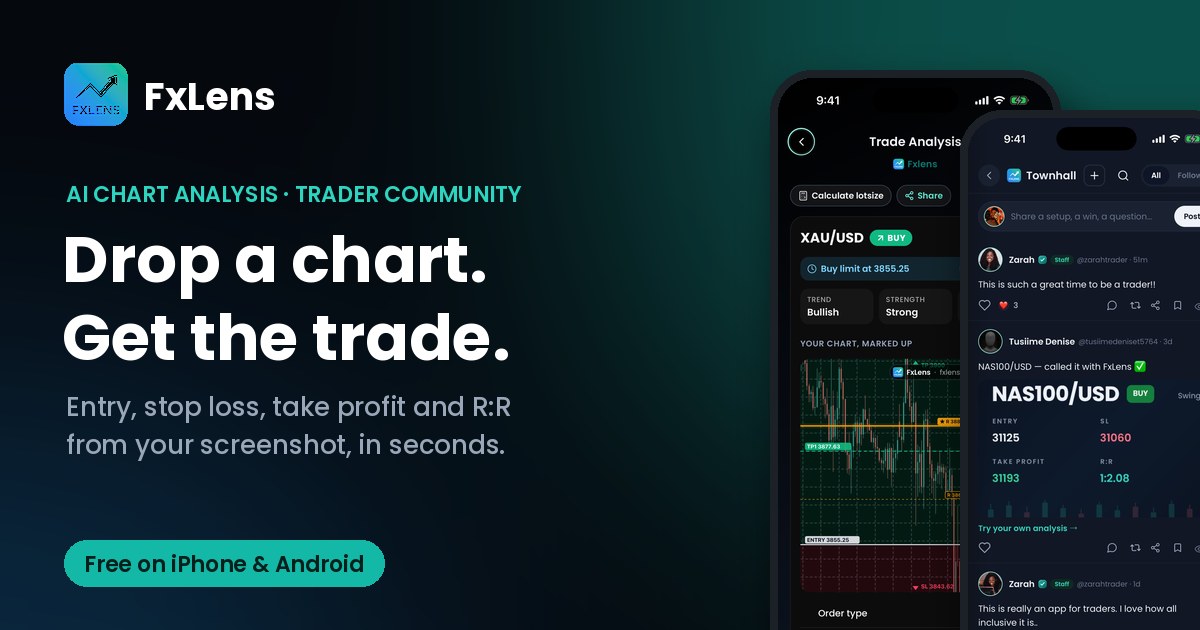 FXLENS
FxLens
AI CHART ANALYSIS · TRADER COMMUNITY
Drop a chart.
Get the trade.
Entry, stop loss, take profit and R:R
from your screenshot, in seconds.
Free on iPhone & Android
9:41
Trade Analysis
Fxlens
Calculate lotsize
Share
XAU/USD
BUY
Buy limit at 3855.25
TREND
Bullish
STRENGTH
Strong
YOUR CHART, MARKED UP
FxLens · fxlens
TP1 3877.63
ENTRY 3855.25
SL 3843.63
Order type
9:41
Townhall
All
Follow
Share a setup, a win, a question...
Post
Zarah Staff @zarahtrader · 51m
This is such a great time to be a trader!!
❤️ 3
Tusiime Denise @tusiimedeniset5764 · 3d
NAS100/USD — called it with FxLens ✅
NAS100/USD
BUY
Swing
ENTRY
31125
SL
31060
TAKE PROFIT
31193
R:R
1:2.08
Try your own analysis →
Zarah Staff @zarahtrader · 1d
This is really an app for traders. I love how all
inclusive it is..